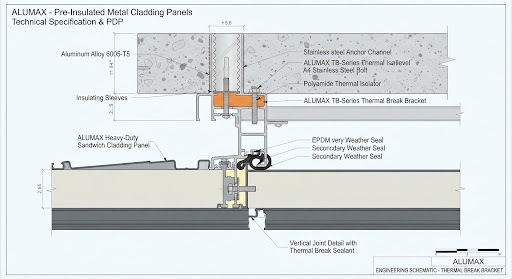 ALUMAX - Pre-Insulated Metal Cladding Panels
Technical Specification & PDP
Aluminum Alloy 6005-T5
Insulating Sleeves
ALUMAX Heavy-Duty
Sandwich Cladding Panel
Stainless steel Anchor Channel
ALUMAX TB-Series Thermal
A4 Stainless Steel
Polyamide Thermal Isolator
ALUMAX TB-Series Thermal Break Bracket
EPDM very Weather Seal
Secondary Weather Seal
Secondary Weather Seal
Vertical Joint Detail with
Thermal Break Sealant
ALUMAX
ENGINEERING SCHEMATIC - THERMAL BREAK BRACKET